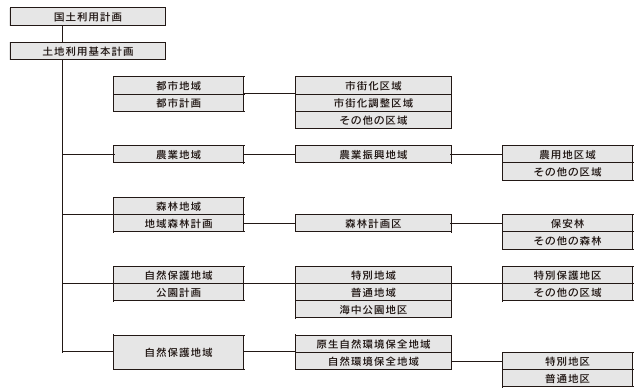 国土利用計画
土地利用基本計画
都市地域
都市計画
市街化区域
市街化調整区域
その他の区域
農業地域
農業振興地域
農用地区域
その他の区域
森林地域
地域森林計画
森林計画区
保安林
その他の森林
自然保護地域
公園計画
特別地域
普通地域
海中公園地区
特別保護地区
その他の区域
自然保護地域
原生自然環境保全地域
自然環境保全地域
特別地区
普通地区